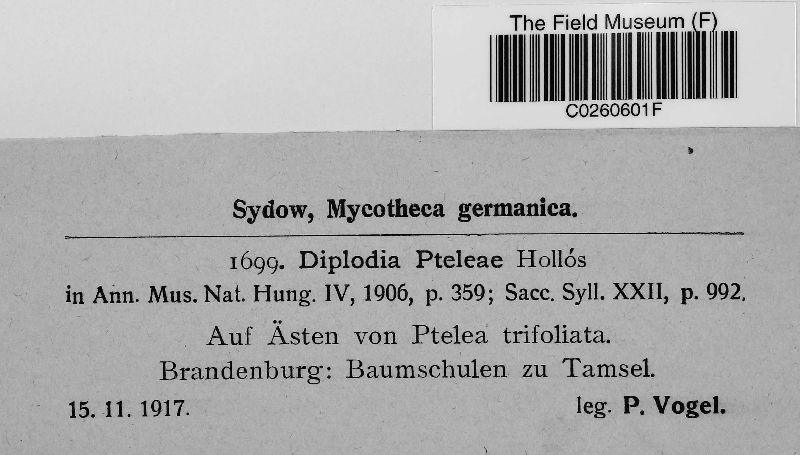 The Field Museum (F)
C0260601F
Sydow, Mycotheca germanica.
1699. Diplodia Pteleae Hollós
in Ann. Mus. Nat. Hung. IV, 1906, p. 359; Sacc. Syll. XXII, p. 992.
Auf Ästen von Ptelea trifoliata.
Brandenburg: Baumschulen zu Tamsel.
15. 11. 1917. leg. P. Vogel.